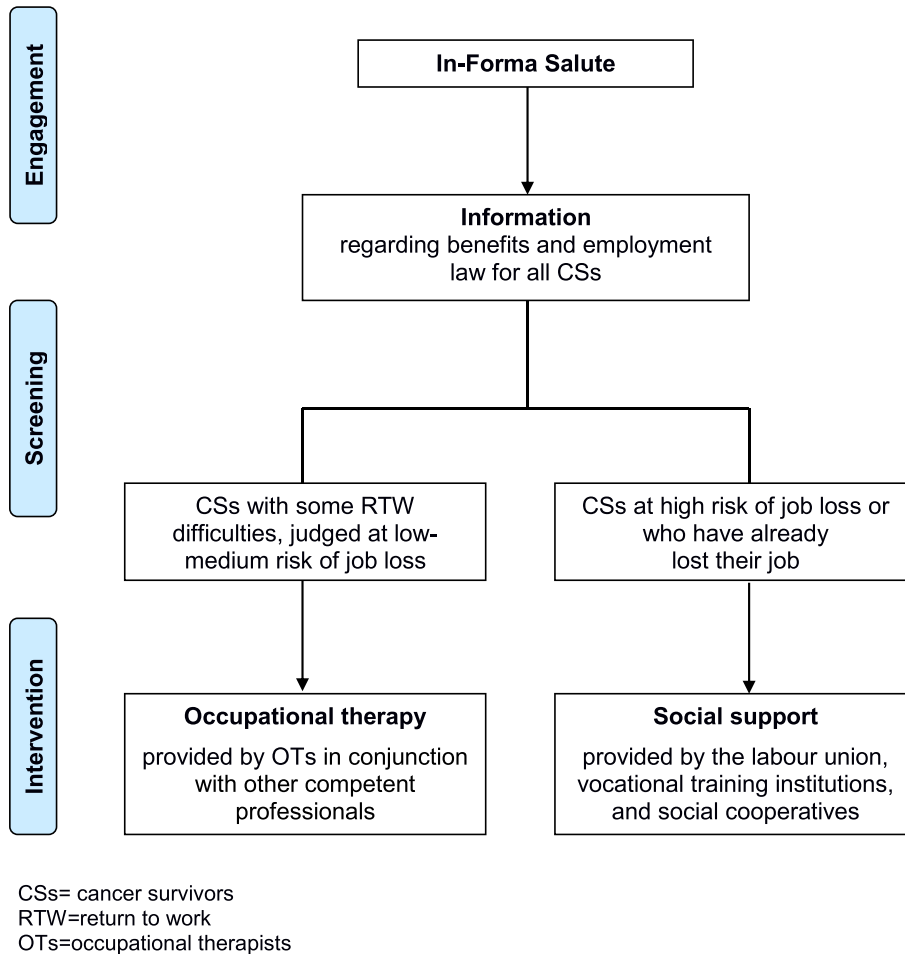 Engagement
In-Forma Salute
Information
regarding benefits and employment
law for all CSs
Screening
CSs with some RTW
difficulties, judged at low-
medium risk of job loss
CSs at high risk of job loss or
who have already
lost their job
Intervention
Occupational therapy
provided by OTs in conjunction
with other competent
professionals
Social support
provided by the labour union,
vocational training institutions,
and social cooperatives
CSs= cancer survivors
RTW=return to work
OTs=occupational therapists